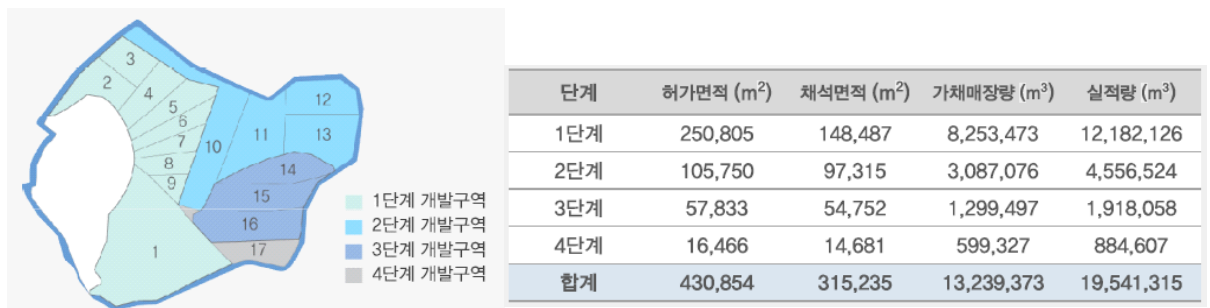 3
2
4
5
6
7
8
9
10
11
12
13
14
15
16
17
1
1단계 개발구역
2단계 개발구역
3단계 개발구역
4단계 개발구역
단계 허가면적 (m²) 채석면적 (m²) 가채매장량 (m³) 실적량 (m³)
1단계 250,805 148,487 8,253,473 12,182,126
2단계 105,750 97,315 3,087,076 4,556,524
3단계 57,833 54,752 1,299,497 1,918,058
4단계 16,466 14,681 599,327 884,607
합계 430,854 315,235 13,239,373 19,541,315